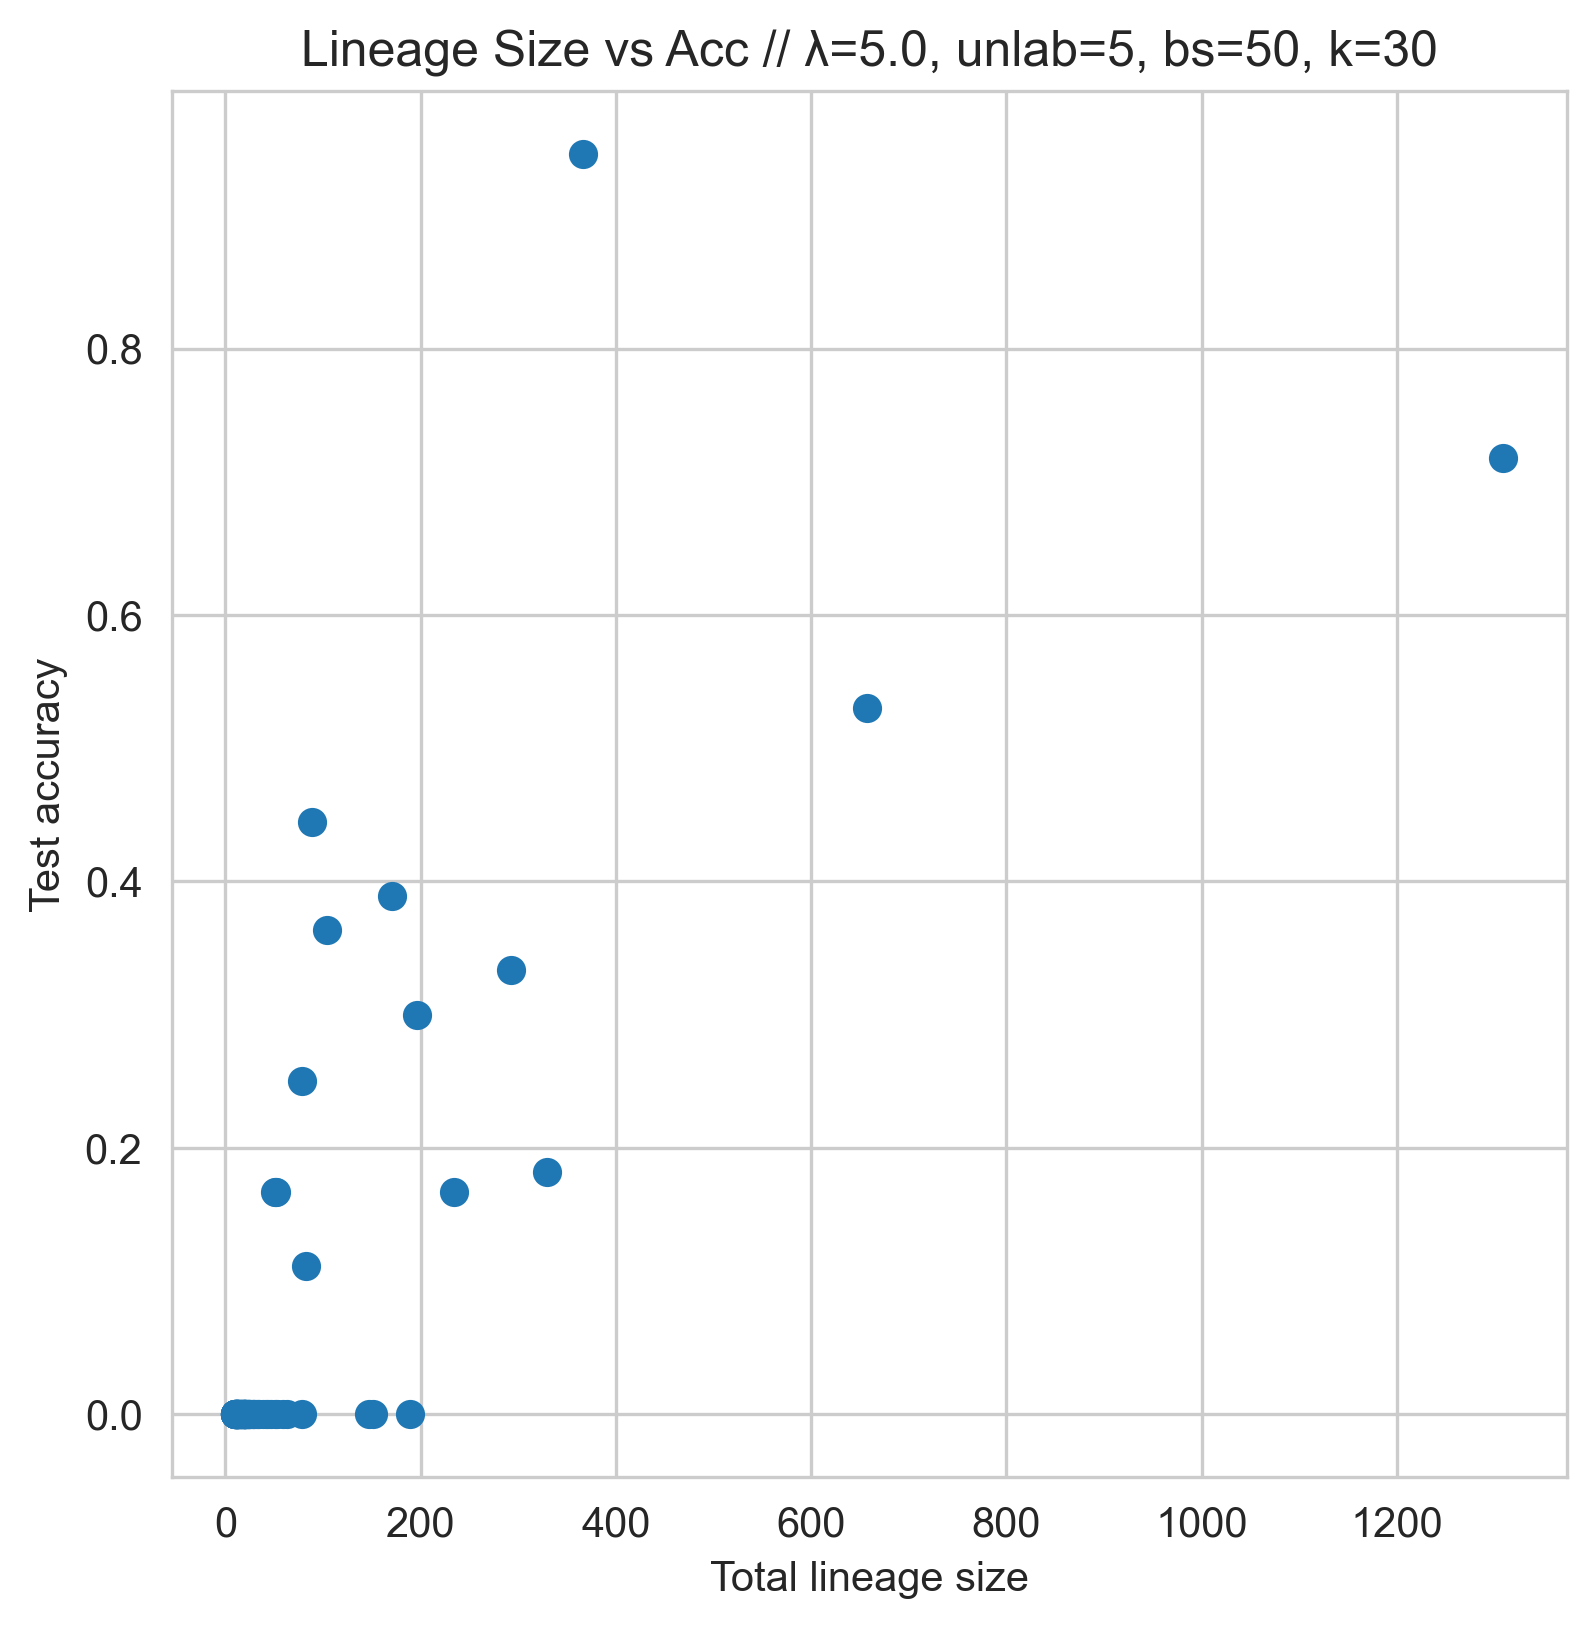 Lineage Size vs Acc // λ=5.0, unlab=5, bs=50, k=30
Test accuracy
0.8
0.6
0.4
0.2
0.0
0 200 400 600 800 1000 1200
Total lineage size